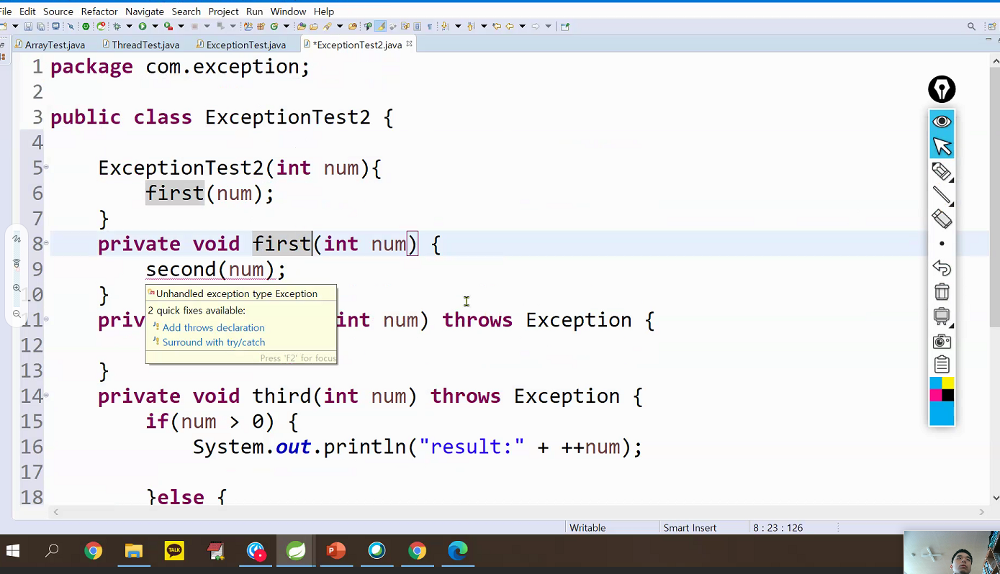 File Edit Source Refactor Navigate Search Project Run Window Help
ArrayTest.java ThreadTest.java ExceptionTest.java *ExceptionTest2.java
1 package com.exception;
2
3 public class ExceptionTest2 {
4
5 ExceptionTest2(int num){
6 first(num);
7 }
8 private void first(int num) {
9 second(num);
10 }
Unhandled exception type Exception
2 quick fixes available:
Add throws declaration
Surround with try/catch
Press 'F2' for focus
11 priv int num) throws Exception {
12
13 }
14 private void third(int num) throws Exception {
15 if(num > 0) {
16 System.out.println("result:" + ++num);
17
18 }else {
Writable Smart Insert 8 : 23 : 126
TALK